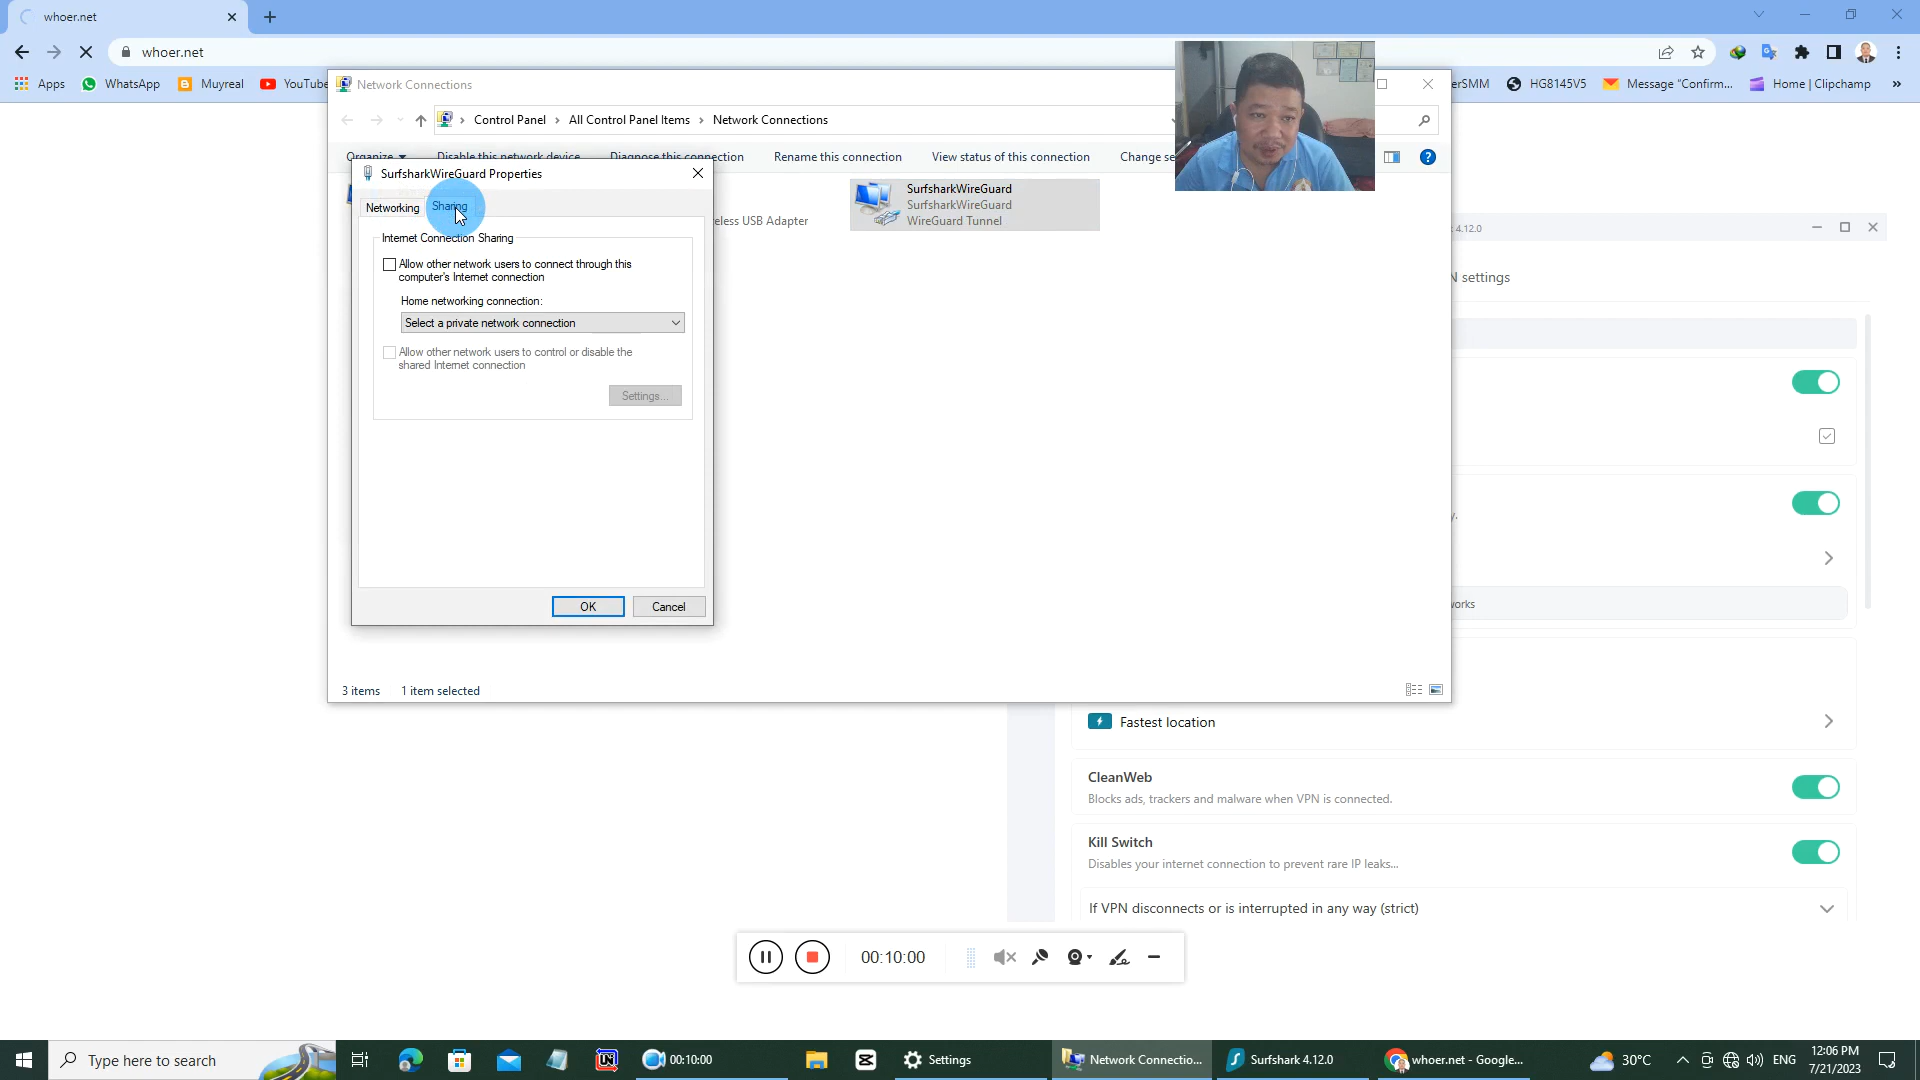 whoer.net
whoer.net
Apps
WhatsApp
Muyreal
YouTube
erSMM
HG8145V5
Message “Confirm...
Home | Clipchamp
»
Network Connections
Control Panel › All Control Panel Items › Network Connections
Organize
Disable this network device
Diagnose this connection
Rename this connection
View status of this connection
Change se
SurfsharkWireGuard Properties
Networking
Sharing
Internet Connection Sharing
Allow other network users to connect through this
computer's Internet connection
Home networking connection:
Select a private network connection
Allow other network users to control or disable the
shared Internet connection
Settings...
OK
Cancel
eless USB Adapter
SurfsharkWireGuard
SurfsharkWireGuard
WireGuard Tunnel
3 items
1 item selected
4.12.0
N settings
y.
works
Fastest location
CleanWeb
Blocks ads, trackers and malware when VPN is connected.
Kill Switch
Disables your internet connection to prevent rare IP leaks...
If VPN disconnects or is interrupted in any way (strict)
00:10:00
Type here to search
00:10:00
Settings
Network Connectio...
Surfshark 4.12.0
whoer.net - Google...
30°C
ENG
12:06 PM
7/21/2023